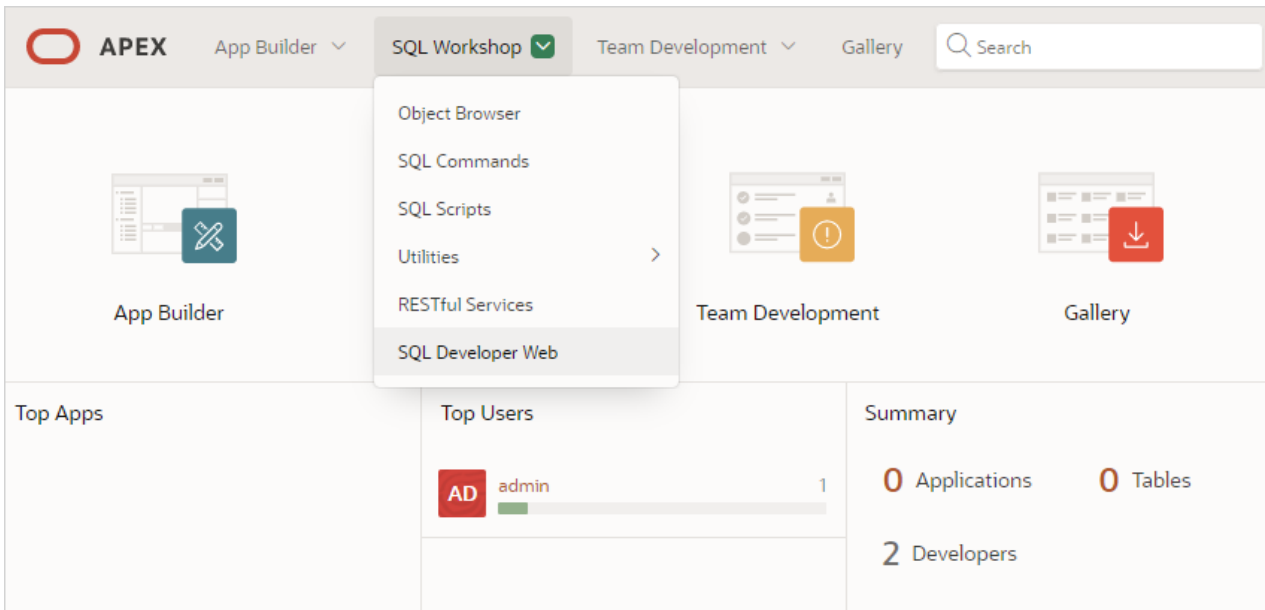 APEX App Builder SQL Workshop Team Development Gallery Search
Object Browser
SQL Commands
SQL Scripts
Utilities
RESTful Services
SQL Developer Web
App Builder Team Development Gallery
Top Apps
Top Users
AD admin 1
Summary
0 Applications 0 Tables
2 Developers